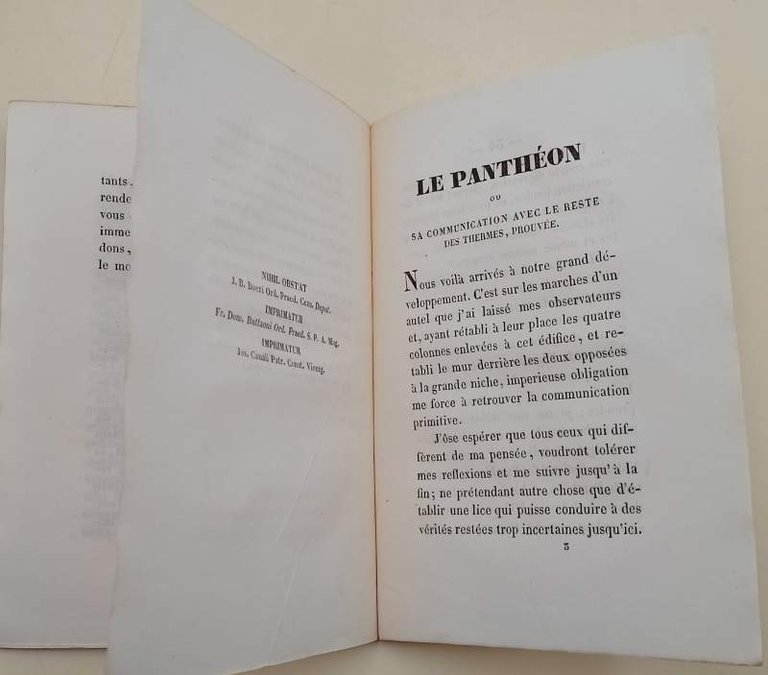 tants.
rende
vous
imme
dons,
le mo
NIHIL OBSTAT
I. B. Rosri Ord. Praed. Cens. Deput.
IMPRIMATUR
Fr. Dom. Buttaoni Ord. Praed. S. P. A. Mag.
IMPRIMATUR
Jos. Canali Patr. Const. Vicesg.
LE PANTHÉON
OU
SA COMMUNICATION AVEC LE RESTE
DES THERMES, PROUVÉE.
Nous voilà arrivés à notre grand dé-
veloppement. C'est sur les marches d'un
autel que j'ai laissé mes observateurs
et, ayant rétabli à leur place les quatre
colonnes enlevées à cet édifice, et re-
tabli le mur derrière les deux opposées
à la grande niche, imperieuse obligation
me force à retrouver la communication
primitive.
J'ôse espérer que tous ceux qui dif-
fèrent de ma pensée, voudront tolérer
mes reflexions et me suivre jusqu'à la
fin; ne prétendant autre chose que d'é-
tablir une lice qui puisse conduire à des
vérités restées trop incertaines jusqu'ici.
3